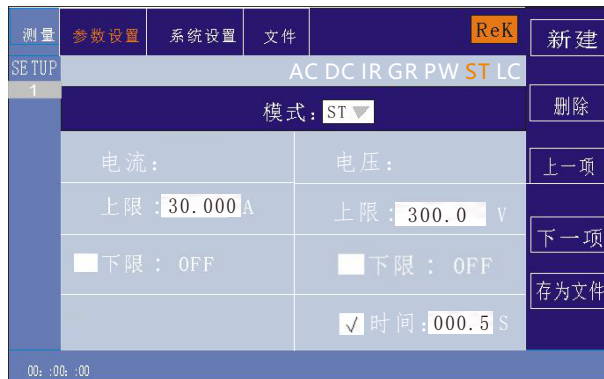 测量 参数设置 系统设置 文件 ReK 新建
SETUP AC DC IR GR PW ST LC
1
模式：ST 删除
电流： 电压： 上一项
上限：30.000 A 上限：300.0 V
下限：OFF 下限：OFF 下一项
存为文件
√ 时间：000.5 S
00: :00: :00